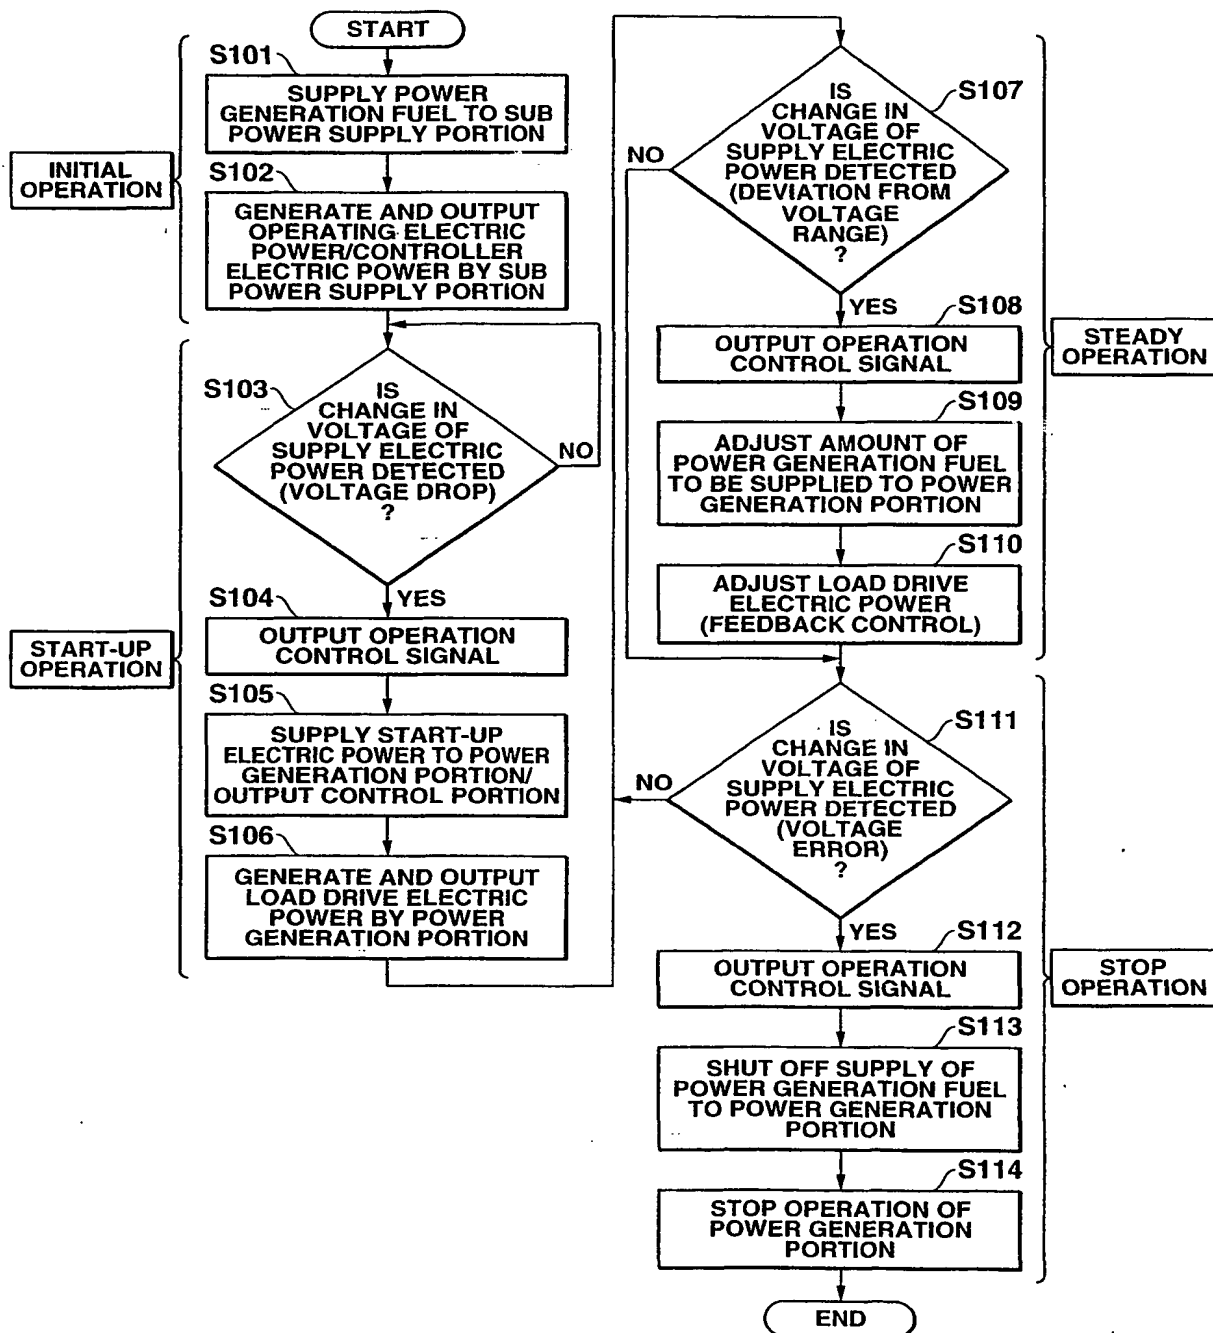 START
S101
SUPPLY POWER
GENERATION FUEL TO SUB
POWER SUPPLY PORTION
INITIAL
OPERATION
S102
GENERATE AND OUTPUT
OPERATING ELECTRIC
POWER/CONTROLLER
ELECTRIC POWER BY SUB
POWER SUPPLY PORTION
S103
IS
CHANGE IN
VOLTAGE OF
SUPPLY ELECTRIC
POWER DETECTED
(VOLTAGE DROP)
?
NO
YES
START-UP
OPERATION
S104
OUTPUT OPERATION
CONTROL SIGNAL
S105
SUPPLY START-UP
ELECTRIC POWER TO POWER
GENERATION PORTION/
OUTPUT CONTROL PORTION
S106
GENERATE AND OUTPUT
LOAD DRIVE ELECTRIC
POWER BY POWER
GENERATION PORTION
S107
IS
CHANGE IN
VOLTAGE OF
SUPPLY ELECTRIC
POWER DETECTED
(DEVIATION FROM
VOLTAGE
RANGE)
?
NO
YES
S108
OUTPUT OPERATION
CONTROL SIGNAL
STEADY
OPERATION
S109
ADJUST AMOUNT OF
POWER GENERATION FUEL
TO BE SUPPLIED TO POWER
GENERATION PORTION
S110
ADJUST LOAD DRIVE
ELECTRIC POWER
(FEEDBACK CONTROL)
S111
IS
CHANGE IN
VOLTAGE OF
SUPPLY ELECTRIC
POWER DETECTED
(VOLTAGE
ERROR)
?
NO
YES
S112
OUTPUT OPERATION
CONTROL SIGNAL
STOP
OPERATION
S113
SHUT OFF SUPPLY OF
POWER GENERATION FUEL
TO POWER GENERATION
PORTION
S114
STOP OPERATION OF
POWER GENERATION
PORTION
END